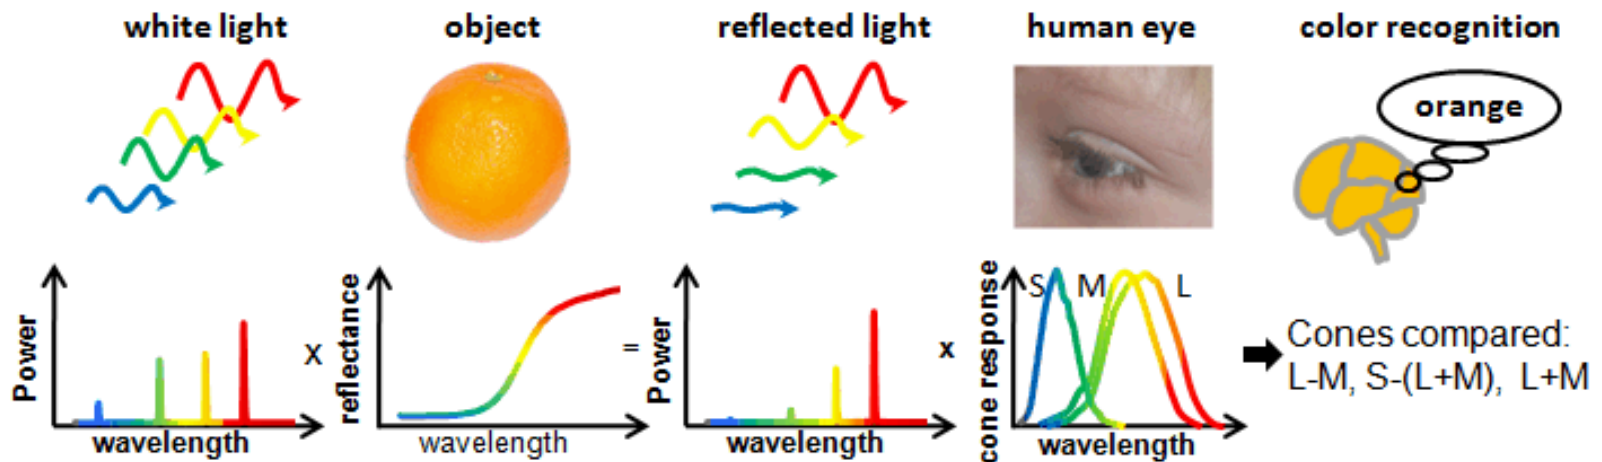 white light
object
reflected light
human eye
color recognition
orange
Power
wavelength
x
reflectance
wavelength
=
Power
wavelength
x
cone response
S
M
L
wavelength
Cones compared:
L-M, S-(L+M), L+M